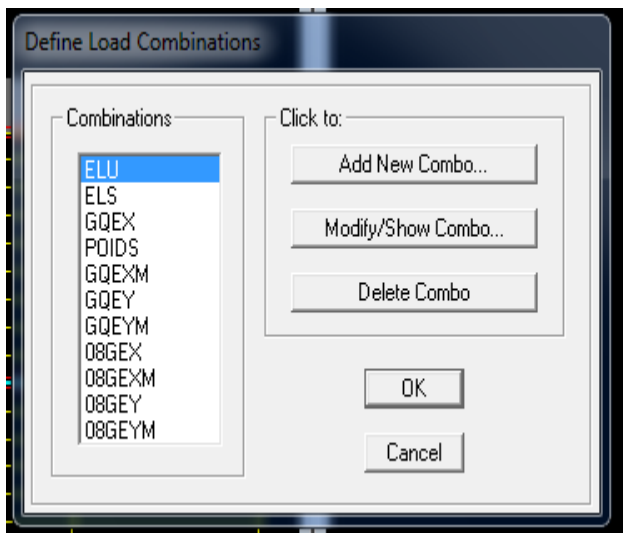 Define Load Combinations
Combinations
ELU
ELS
GQEX
POIDS
GQEXM
GQEY
GQEYM
08GEX
08GEXM
08GEY
08GEYM
Click to:
Add New Combo...
Modify/Show Combo...
Delete Combo
OK
Cancel